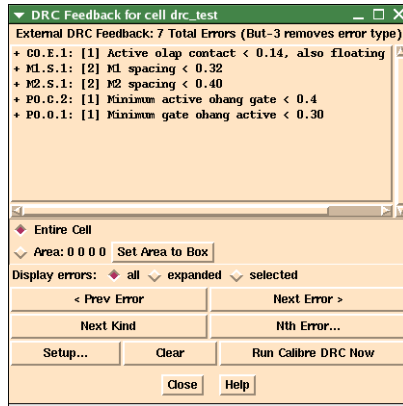 DRC Feedback for cell drc_test
External DRC Feedback: 7 Total Errors (But-3 removes error type)
+ CO.E.1: [1] Active olap contact < 0.14, also floating
+ M1.S.1: [2] M1 spacing < 0.32
+ M2.S.1: [2] M2 spacing < 0.40
+ PO.C.2: [1] Minimum active ohang gate < 0.4
+ PO.O.1: [1] Minimum gate ohang active < 0.30
Entire Cell
Area: 0 0 0 0 Set Area to Box
Display errors: all expanded selected
< Prev Error Next Error >
Next Kind Nth Error...
Setup... Clear Run Calibre DRC Now
Close Help